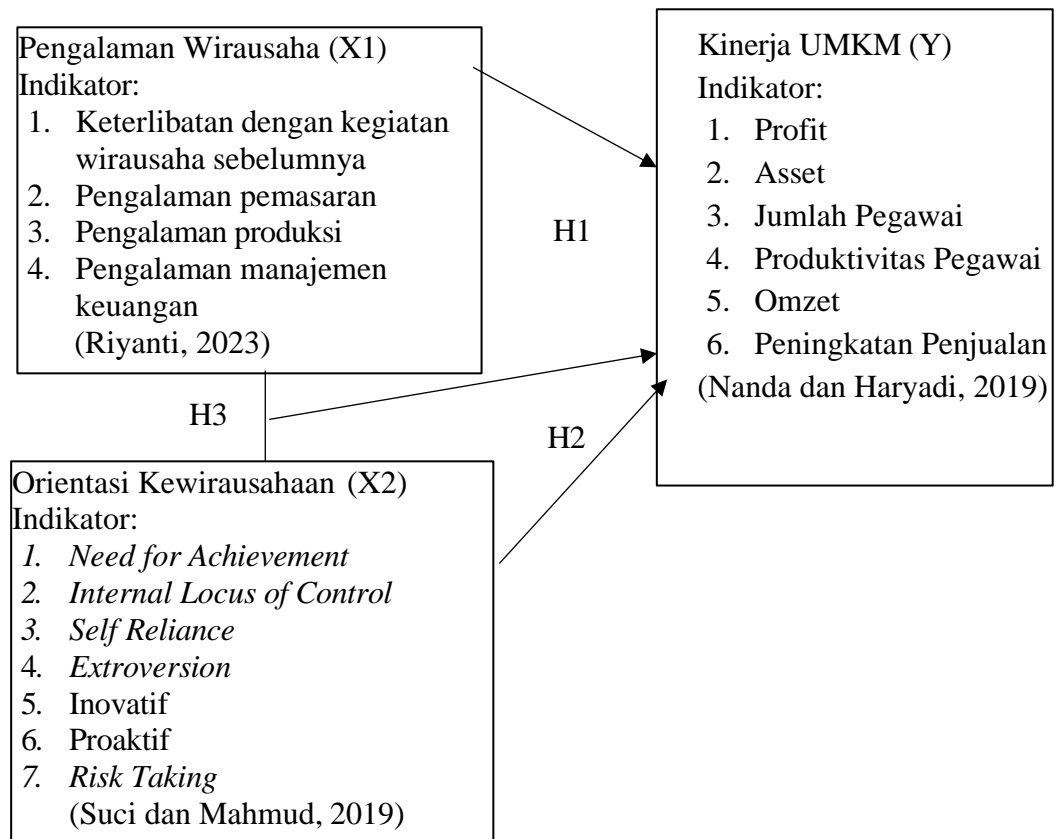 Pengalaman Wirausaha (X1)
Indikator:
1. Keterlibatan dengan kegiatan
wirausaha sebelumnya
2. Pengalaman pemasaran
3. Pengalaman produksi
4. Pengalaman manajemen
keuangan
(Riyanti, 2023)
H1
Kinerja UMKM (Y)
Indikator:
1. Profit
2. Asset
3. Jumlah Pegawai
4. Produktivitas Pegawai
5. Omzet
6. Peningkatan Penjualan
(Nanda dan Haryadi, 2019)
H3
H2
Orientasi Kewirausahaan (X2)
Indikator:
1. Need for Achievement
2. Internal Locus of Control
3. Self Reliance
4. Extroversion
5. Inovatif
6. Proaktif
7. Risk Taking
(Suci dan Mahmud, 2019)